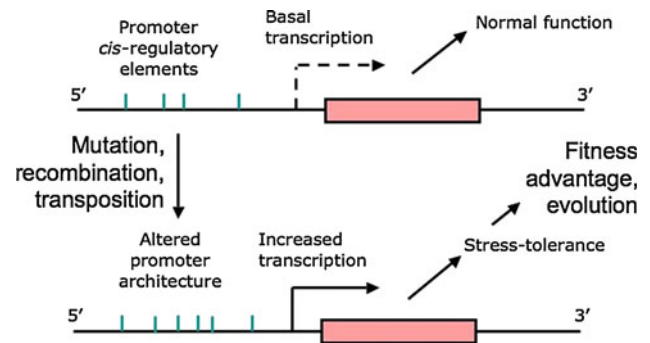 Promoter
cis-regulatory
elements
Basal
transcription
Normal function
5′
3′
Mutation,
recombination,
transposition
Fitness
advantage,
evolution
Altered
promoter
architecture
Increased
transcription
Stress-tolerance
5′
3′